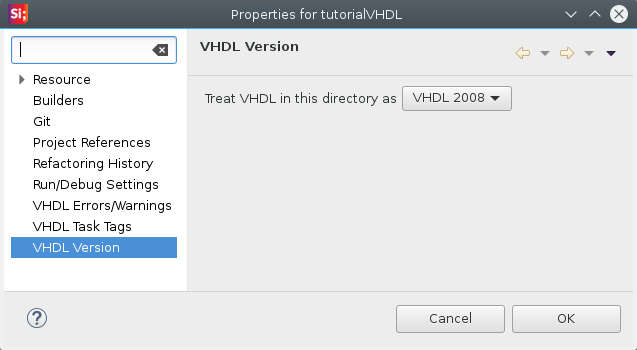 Si;
Properties for tutorialVHDL
VHDL Version
Treat VHDL in this directory as VHDL 2008
Resource
Builders
Git
Project References
Refactoring History
Run/Debug Settings
VHDL Errors/Warnings
VHDL Task Tags
VHDL Version
?
Cancel
OK